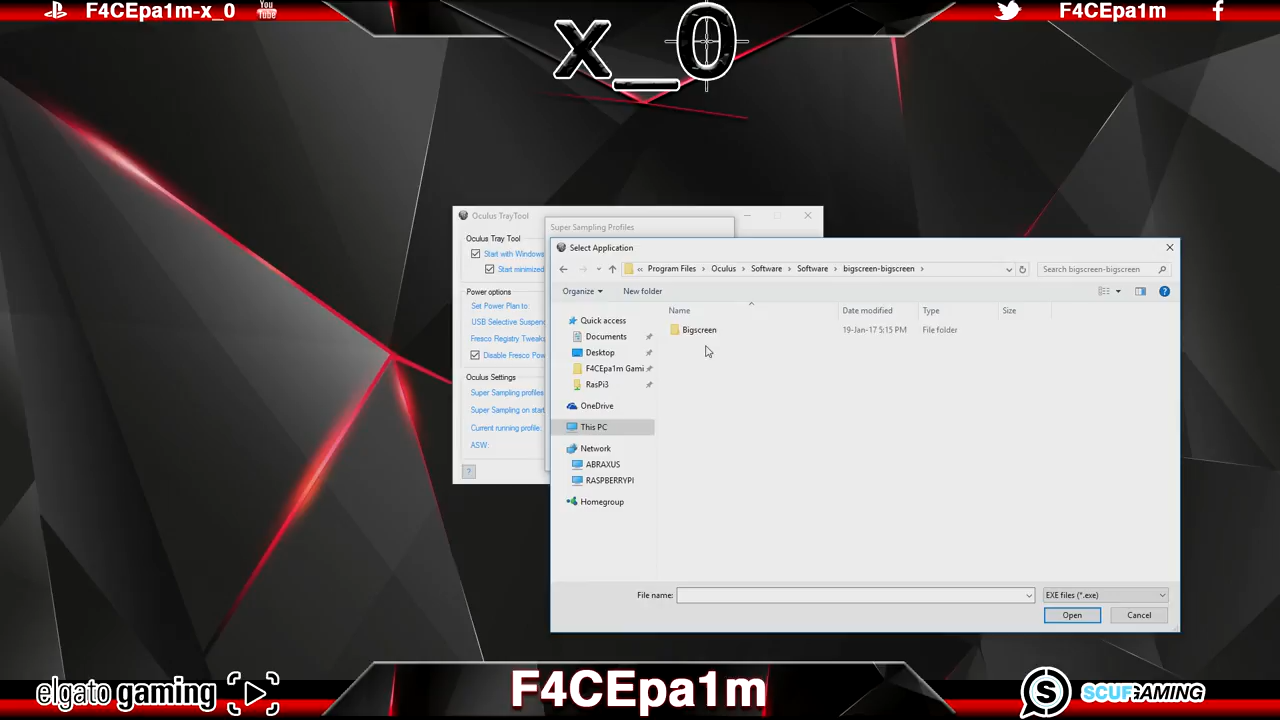 F4CEpa1m-x_0
You Tube
x_0
F4CEpa1m
Oculus TrayTool
Oculus Tray Tool
Start with Windows
Start minimized
Power options
Set Power Plan to:
USB Selective Suspen
Fresco Registry Tweaks
Disable Fresco Pow
Oculus Settings
Super Sampling profiles
Super Sampling on start
Current running profile:
ASW:
?
Super Sampling Profiles
Select Application
« Program Files › Oculus › Software › Software › bigscreen-bigscreen ›
Search bigscreen-bigscreen
Organize
New folder
Name
Date modified
Type
Size
Quick access
Documents
Desktop
F4CEpa1m Gami
RasPi3
OneDrive
This PC
Network
ABRAXUS
RASPBERRYPI
Homegroup
Bigscreen
19-Jan-17 5:15 PM
File folder
File name:
EXE files (*.exe)
Open
Cancel
elgato gaming
F4CEpa1m
S
SCUFGAMING